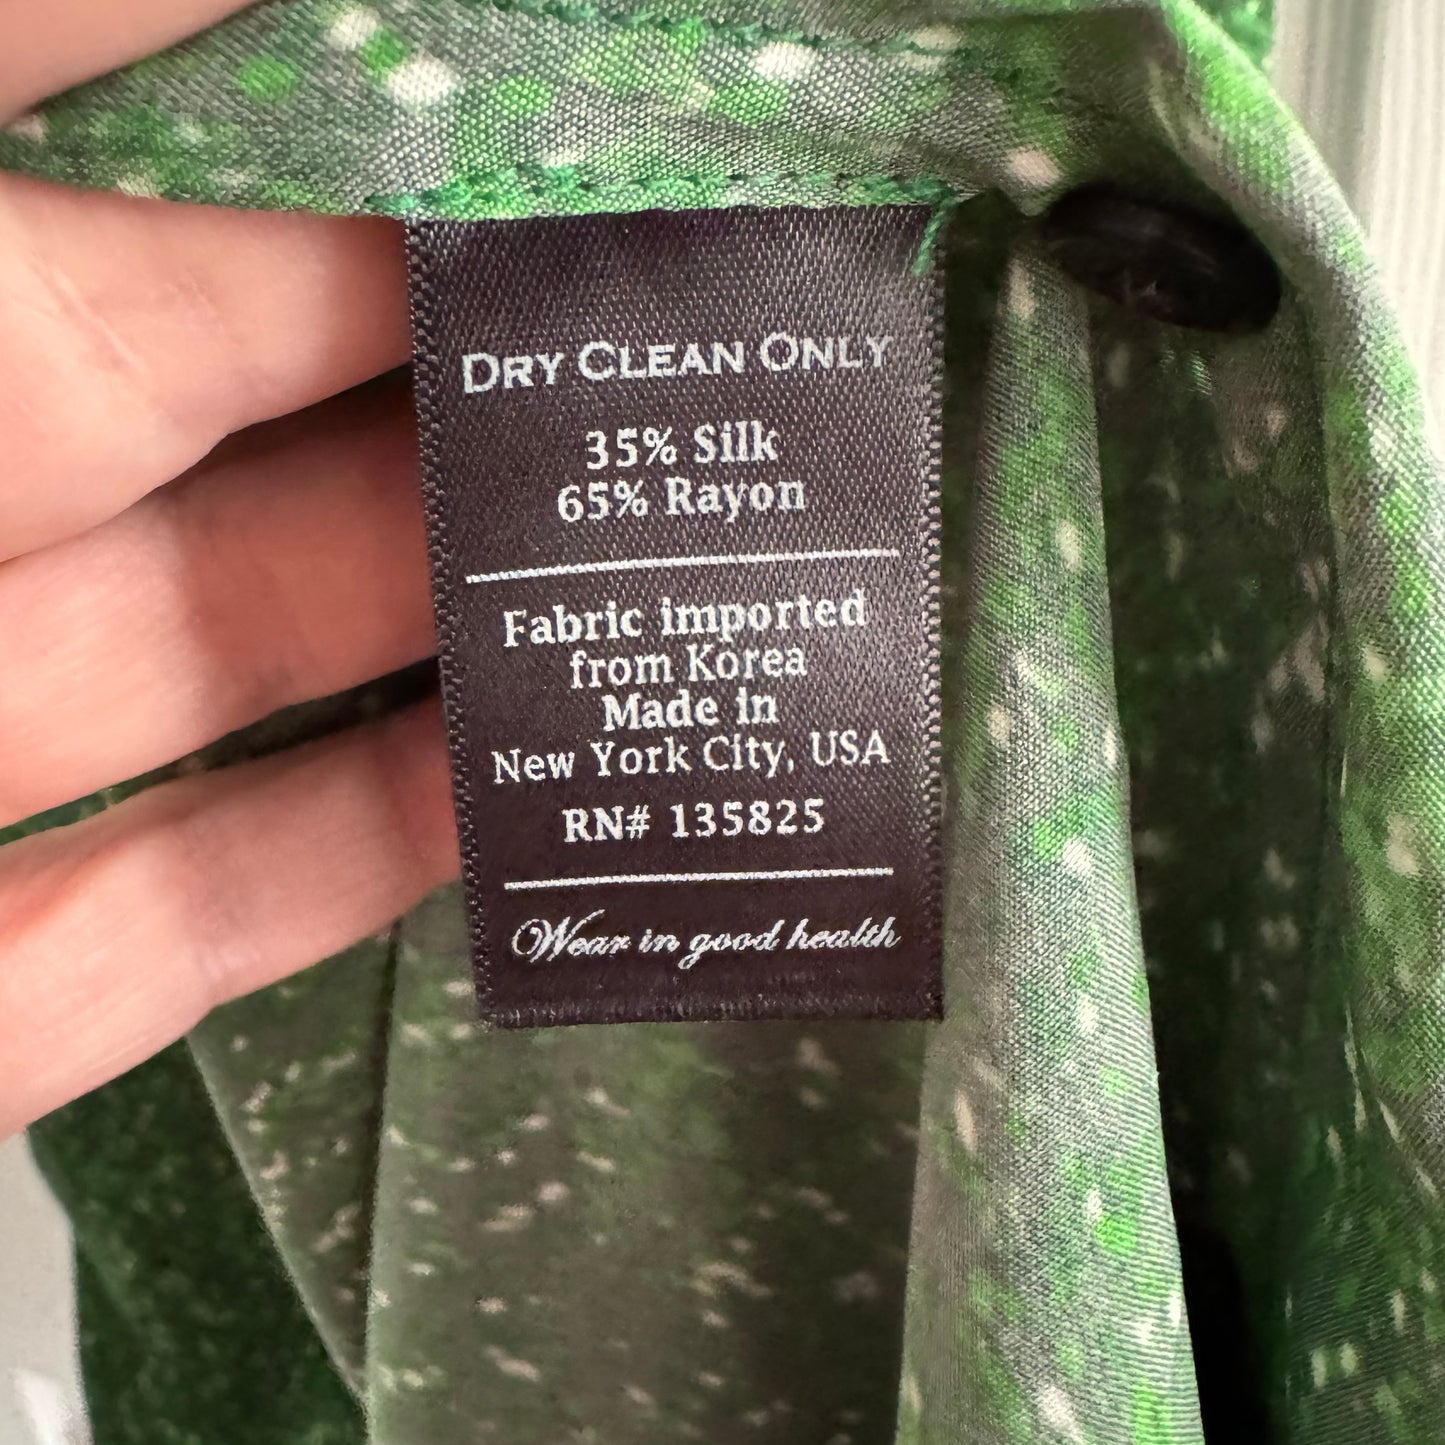 Dry Clean Only
35% Silk
65% Rayon
Fabric imported
from Korea
Made in
New York City, USA
RN# 135825
Wear in good health